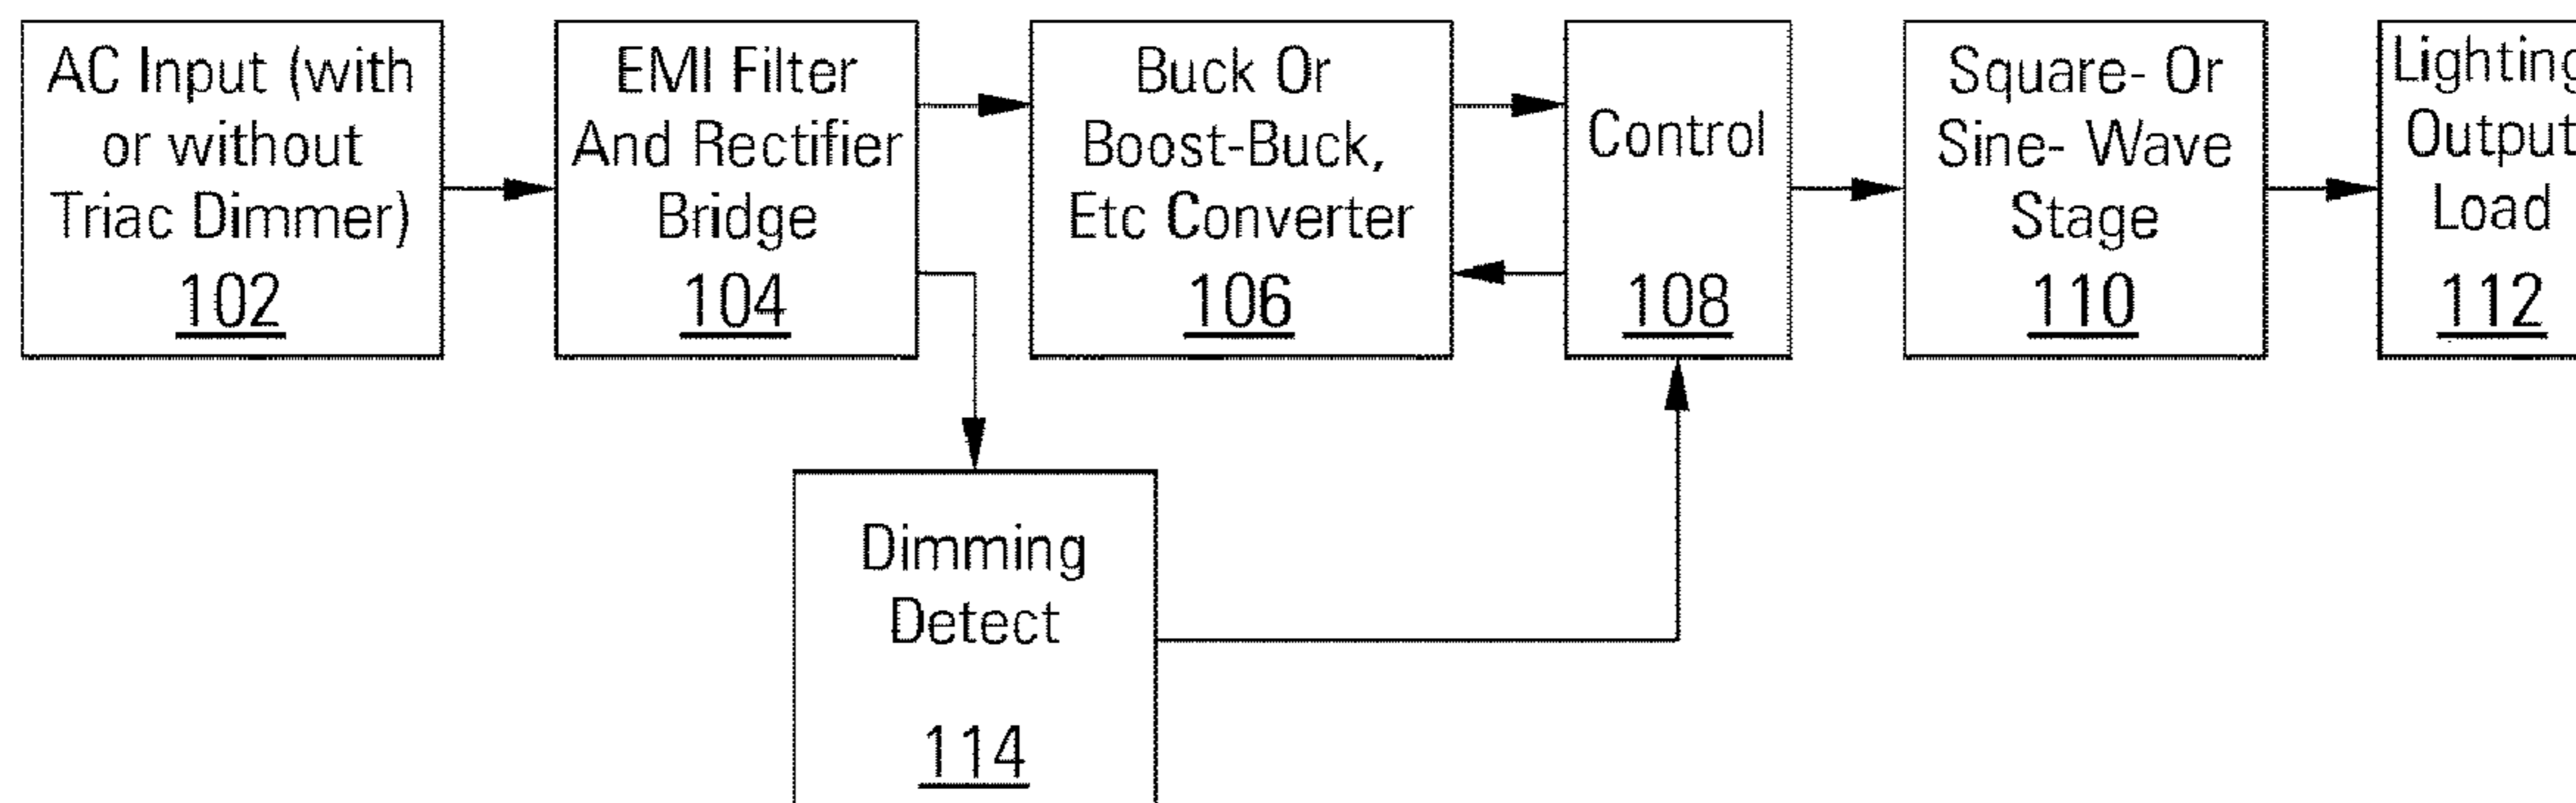 AC Input (with
or without
Triac Dimmer)
102
EMI Filter
And Rectifier
Bridge
104
Buck Or
Boost-Buck,
Etc Converter
106
Control
108
Square- Or
Sine- Wave
Stage
110
Lighting
Output
Load
112
Dimming
Detect
114